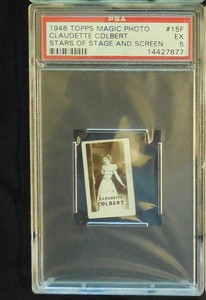 PSA
1948 TOPPS MAGIC PHOTO #15F
CLAUDETTE COLBERT EX
STARS OF STAGE AND SCREEN 5
14427877
CLAUDETTE
COLBERT